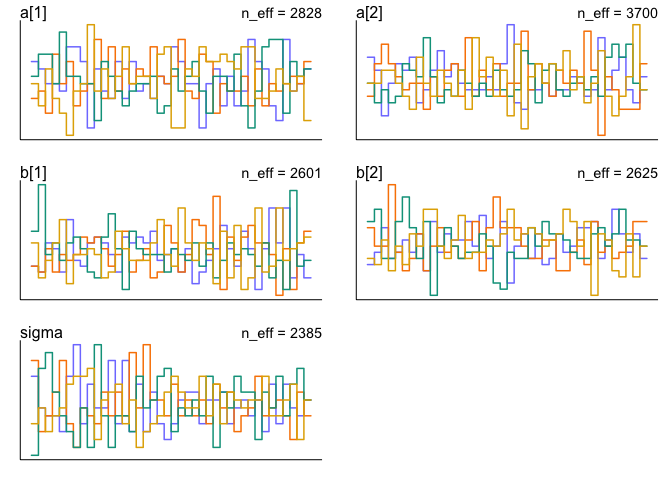 a[1] n_eff = 2828
a[2] n_eff = 3700
b[1] n_eff = 2601
b[2] n_eff = 2625
sigma n_eff = 2385